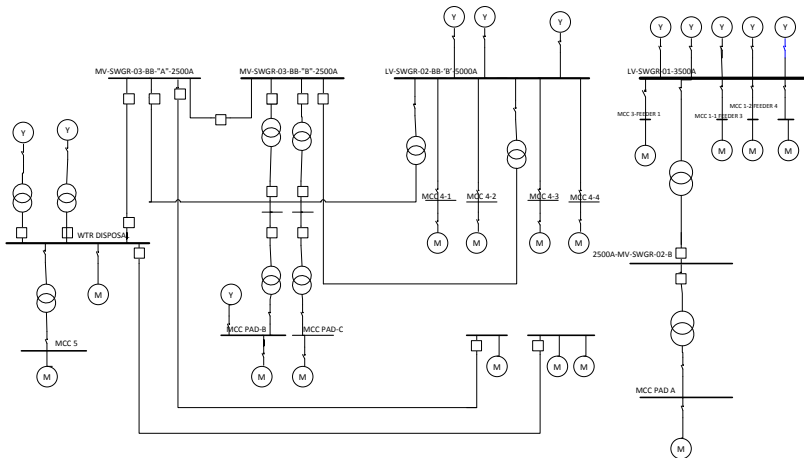 Y Y Y Y Y Y Y Y
MV-SWGR-03-BB-"A"-2500A MV-SWGR-03-BB-"B"-2500A LV-SWGR-02-BB-'B'-5000A LV-SWGR-01-3500A
MCC 1-2 FEEDER 4
MCC 3-FEEDER 1 MCC 1-1 FEEDER 3
Y Y
M M M M
MCC 4-1 MCC 4-2 MCC 4-3 MCC 4-4
WTR DISPOSAL M M M M
2500A-MV-SWGR-02-B
M Y
MCC PAD-B MCC PAD-C
MCC 5
M M M M M M
MCC PAD A
M